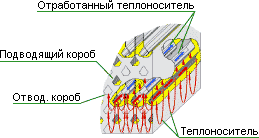 Отработанный теплоноситель
Подводящий короб
Отвод. короб
Теплоноситель